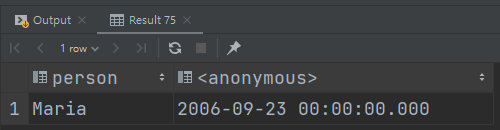 Output Result 75
1 row
person <anonymous>
1 Maria 2006-09-23 00:00:00.000